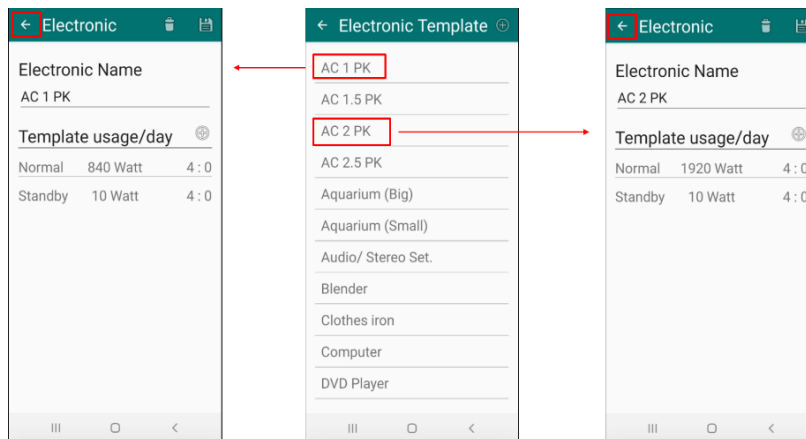 Electronic
Electronic Name
AC 1 PK
Template usage/day
Normal 840 Watt 4 : 0
Standby 10 Watt 4 : 0
Electronic Template
AC 1 PK
AC 1.5 PK
AC 2 PK
AC 2.5 PK
Aquarium (Big)
Aquarium (Small)
Audio/ Stereo Set.
Blender
Clothes iron
Computer
DVD Player
Electronic
Electronic Name
AC 2 PK
Template usage/day
Normal 1920 Watt 4 : 0
Standby 10 Watt 4 : 0